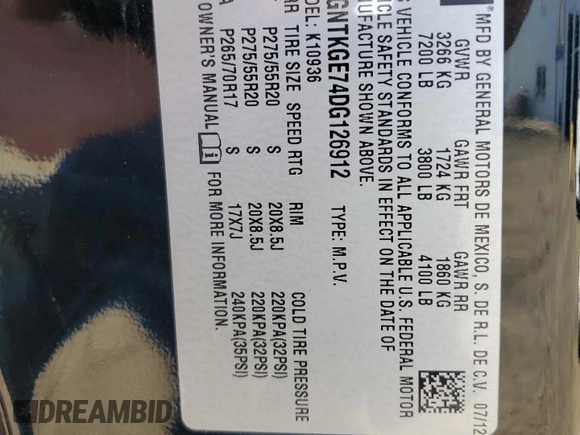 MFD BY GENERAL MOTORS DE MEXICO, S. DE R.L. DE C.V. 07/12
GVWR GAWR FRT GAWR RR
3266 KG 1724 KG 1860 KG
7200 LB 3800 LB 4100 LB
VEHICLE CONFORMS TO ALL APPLICABLE U.S. FEDERAL MOTOR
SAFETY STANDARDS IN EFFECT ON THE DATE OF
SHOWN ABOVE.
GNTKGE74DG126912 TYPE: M.P.V.
K10936
TIRE SIZE SPEED RTG RIM COLD TIRE PRESSURE
P275/55R20 S 20X8.5J 220KPA(32PSI)
P275/55R20 S 20X8.5J 220KPA(32PSI)
P265/70R17 S 17X7J 240KPA(35PSI)
OWNER'S MANUAL FOR MORE INFORMATION.
DREAMBID